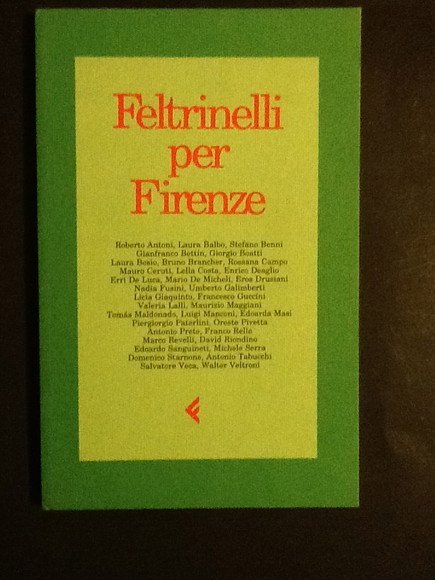 Feltrinelli
per
Firenze
Roberto Antoni, Laura Balbo, Stefano Benni
Gianfranco Bettin, Giorgio Boatti
Laura Bosio, Bruno Brancher, Rossana Campo
Mauro Ceruti, Lella Costa, Enrico Deaglio
Erri De Luca, Mario De Micheli, Eros Drusiani
Nadia Fusini, Umberto Galimberti
Licia Giaquinto, Francesco Guccini
Valeria Lalli, Maurizio Maggiani
Tomás Maldonado, Luigi Manconi, Edoarda Masi
Piergiorgio Paterlini, Oreste Pivetta
Antonio Prete, Franco Rella
Marco Revelli, David Riondino
Edoardo Sanguineti, Michele Serra
Domenico Starnone, Antonio Tabucchi
Salvatore Veca, Walter Veltroni